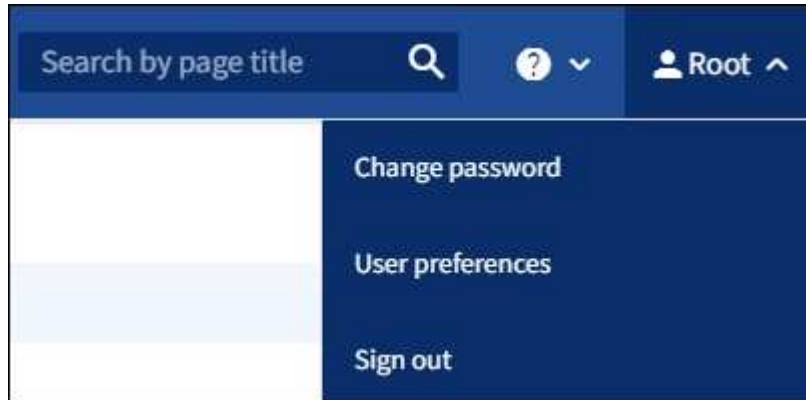 Search by page title
? Root
Change password
User preferences
Sign out